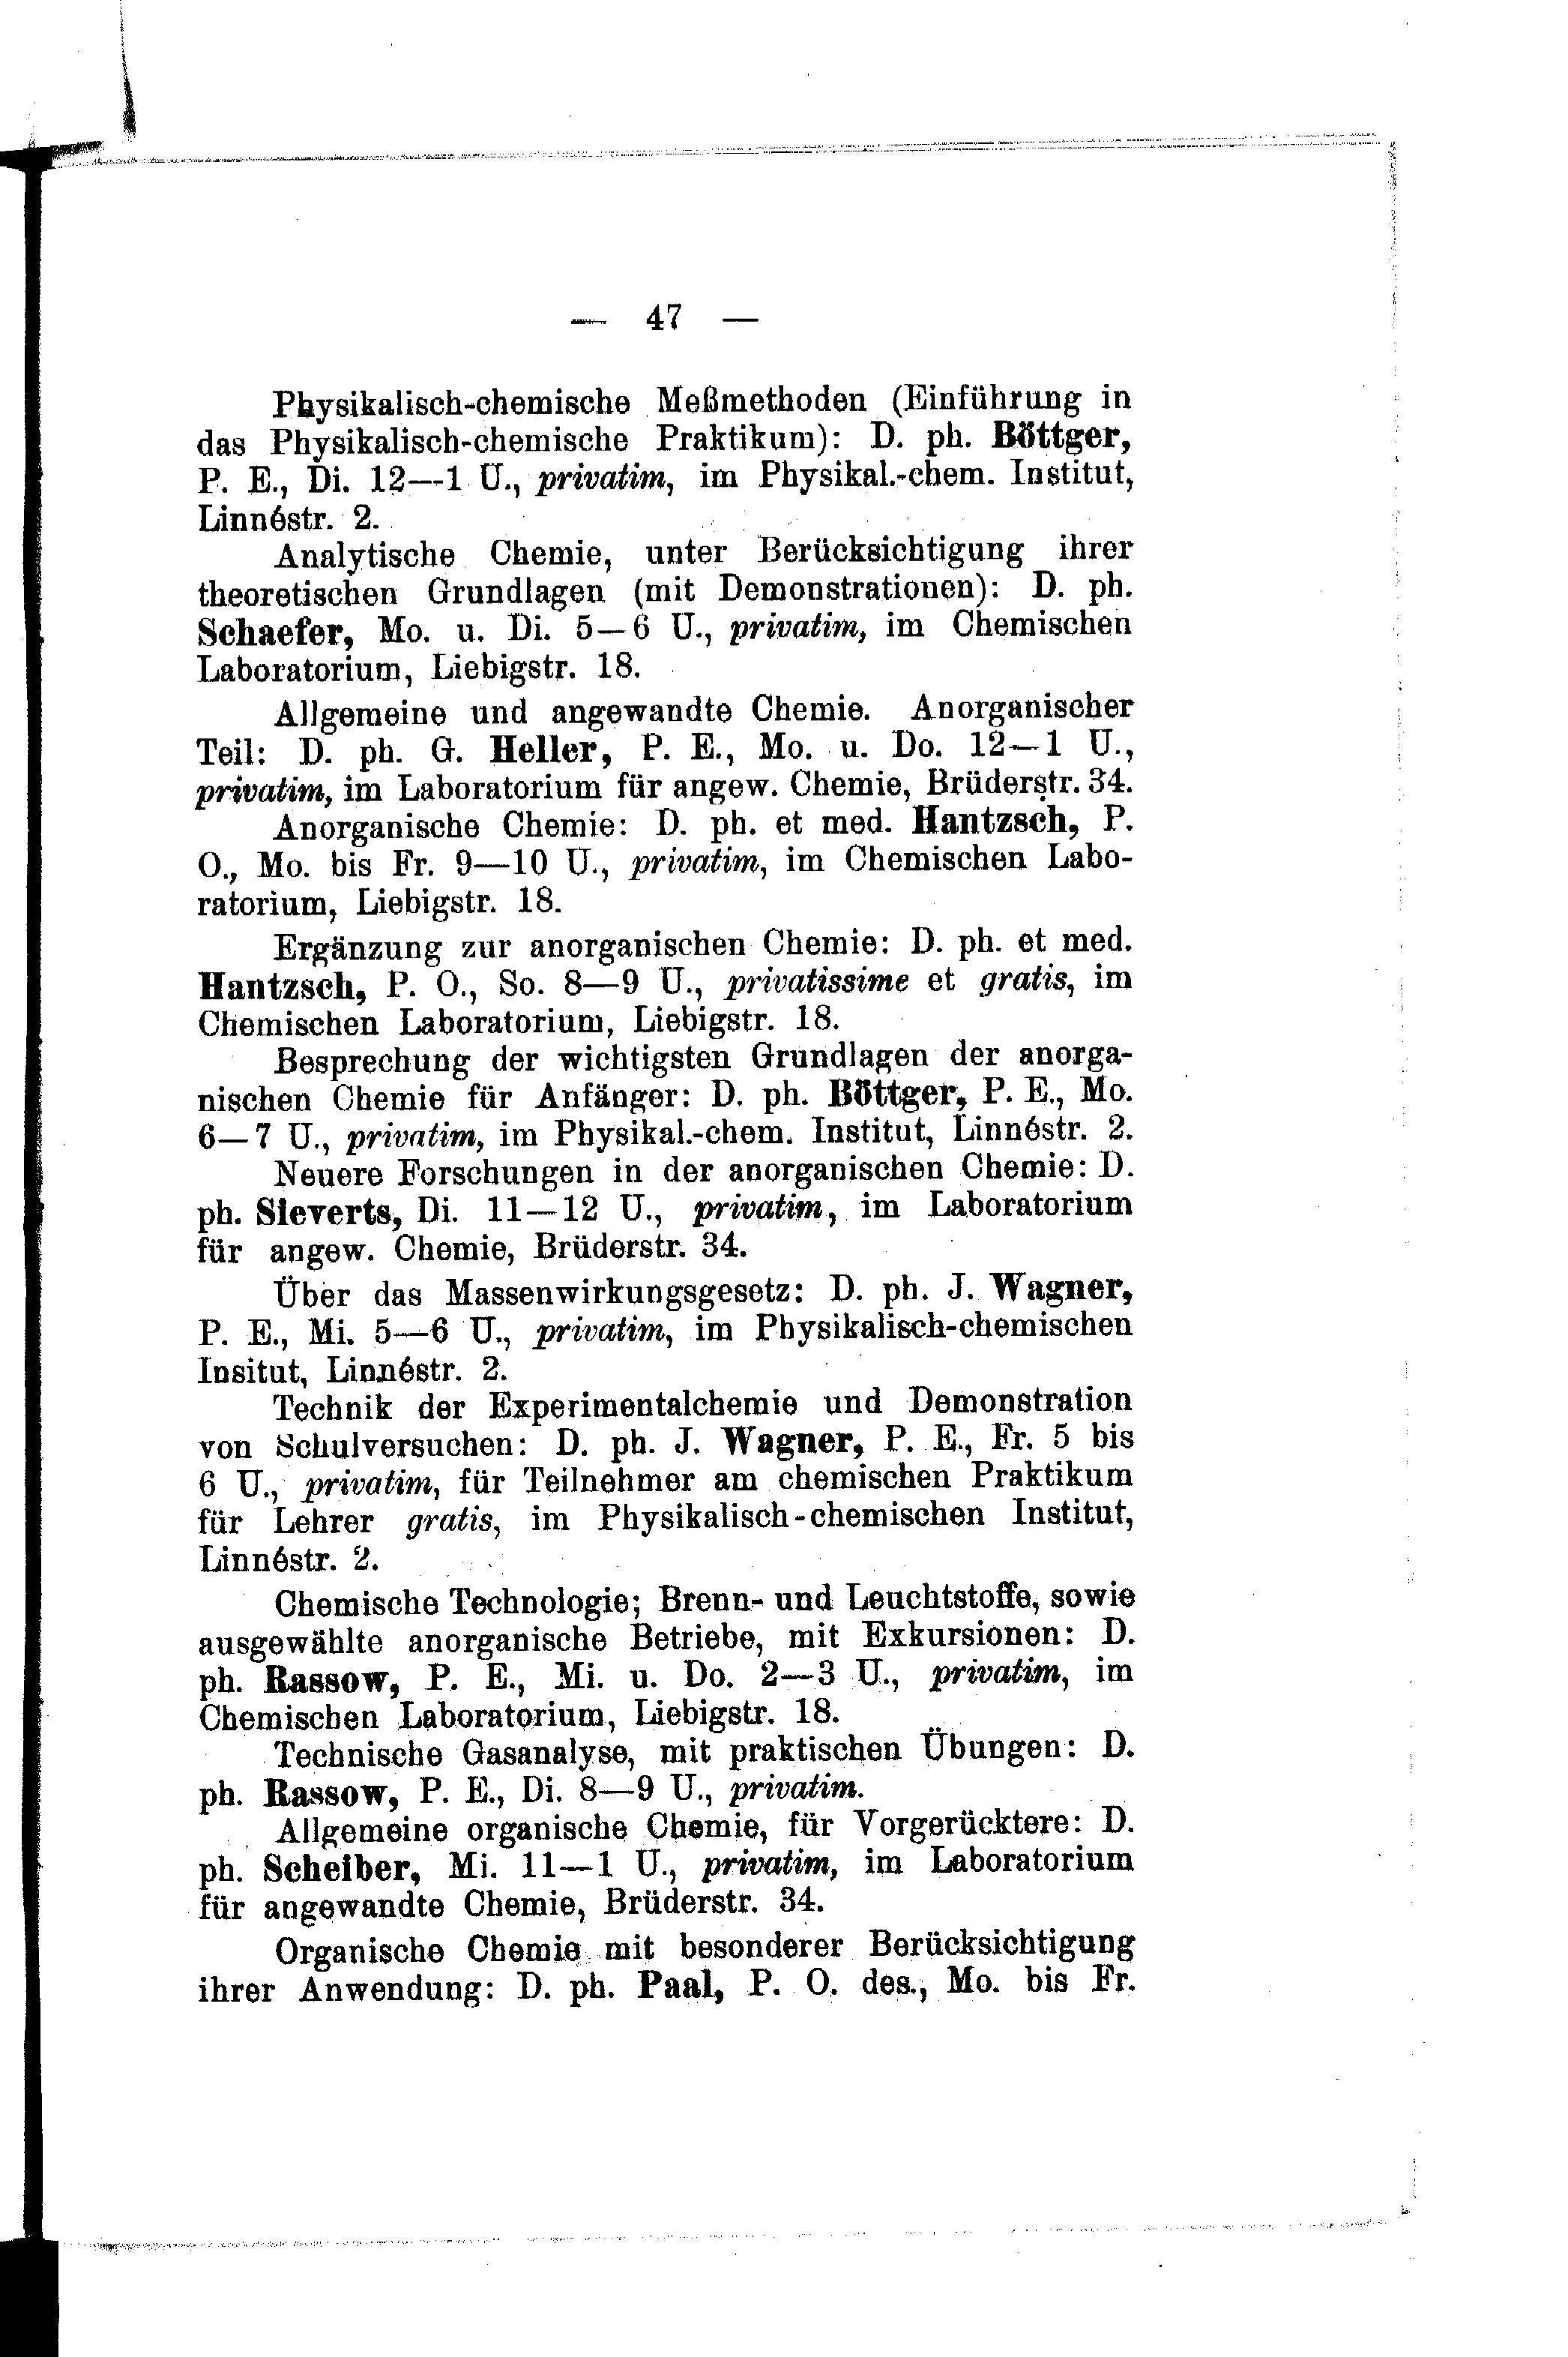 — 47 —
Physikalisch-chemische Meßmethoden (Einführung in
das Physikalisch-chemische Praktikum): D. ph. Böttger,
P. E., Di. 12—1 U., privatim, im Physikal.-chem. Institut,
Linnéstr. 2.
Analytische Chemie, unter Berücksichtigung ihrer
theoretischen Grundlagen (mit Demonstrationen): D. ph.
Schaefer, Mo. u. Di. 5—6 U., privatim, im Chemischen
Laboratorium, Liebigstr. 18.
Allgemeine und angewandte Chemie. Anorganischer
Teil: D. ph. G. Heller, P. E., Mo. u. Do. 12—1 U.,
privatim, im Laboratorium für angew. Chemie, Brüderstr. 34.
Anorganische Chemie: D. ph. et med. Hantzsch, P.
O., Mo. bis Fr. 9—10 U., privatim, im Chemischen Labo-
ratorium, Liebigstr. 18.
Ergänzung zur anorganischen Chemie: D. ph. et med.
Hantzsch, P. O., So. 8—9 U., privatissime et gratis, im
Chemischen Laboratorium, Liebigstr. 18.
Besprechung der wichtigsten Grundlagen der anorga-
nischen Chemie für Anfänger: D. ph. Böttger, P. E., Mo.
6—7 U., privatim, im Physikal.-chem. Institut, Linnéstr. 2.
Neuere Forschungen in der anorganischen Chemie: D.
ph. Sieverts, Di. 11—12 U., privatim, im Laboratorium
für angew. Chemie, Brüderstr. 34.
Über das Massenwirkungsgesetz: D. ph. J. Wagner,
P. E., Mi. 5—6 U., privatim, im Physikalisch-chemischen
Insitut, Linnéstr. 2.
Technik der Experimentalchemie und Demonstration
von Schulversuchen: D. ph. J. Wagner, P. E., Fr. 5 bis
6 U., privatim, für Teilnehmer am chemischen Praktikum
für Lehrer gratis, im Physikalisch-chemischen Institut,
Linnéstr. 2.
Chemische Technologie; Brenn- und Leuchtstoffe, sowie
ausgewählte anorganische Betriebe, mit Exkursionen: D.
ph. Rassow, P. E., Mi. u. Do. 2—3 U., privatim, im
Chemischen Laboratorium, Liebigstr. 18.
Technische Gasanalyse, mit praktischen Übungen: D.
ph. Rassow, P. E., Di. 8—9 U., privatim.
Allgemeine organische Chemie, für Vorgerücktere: D.
ph. Scheiber, Mi. 11—1 U., privatim, im Laboratorium
für angewandte Chemie, Brüderstr. 34.
Organische Chemie mit besonderer Berücksichtigung
ihrer Anwendung: D. ph. Paal, P. O. des., Mo. bis Fr.